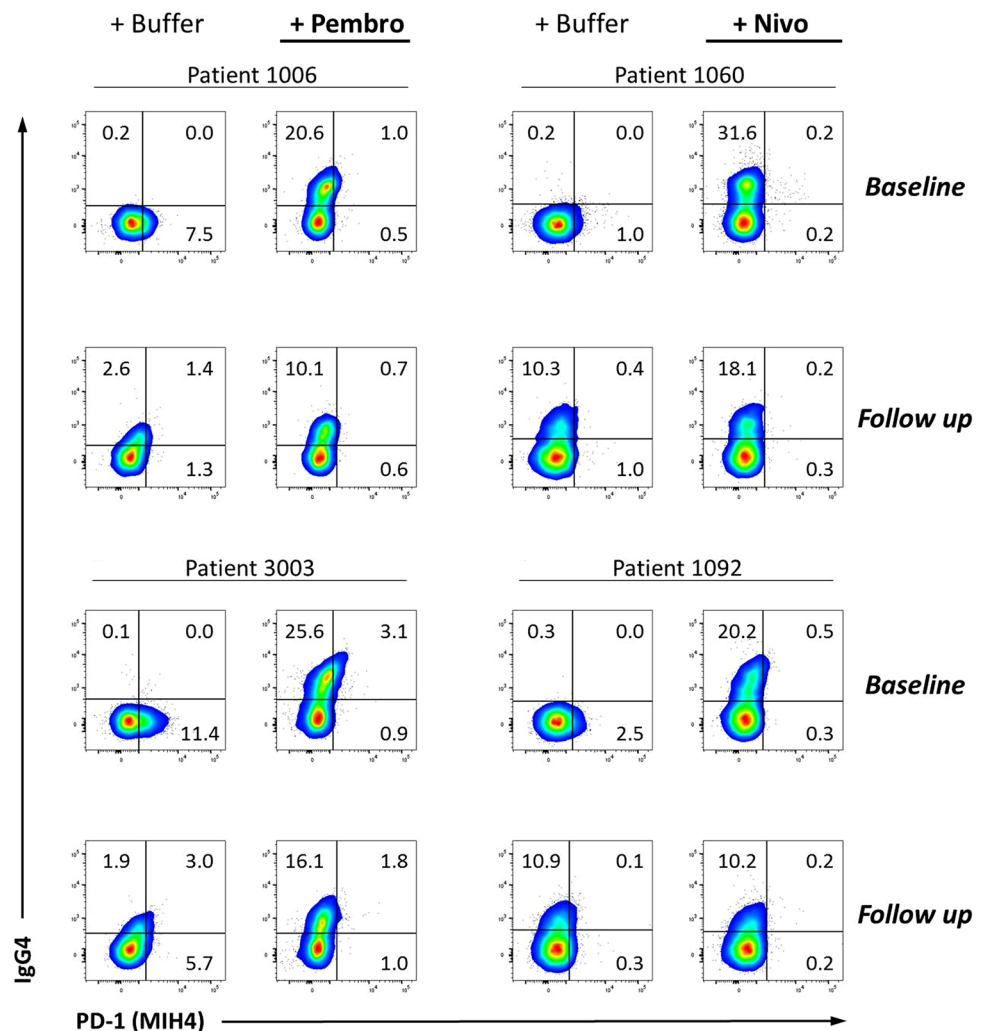 + Buffer + Pembro + Buffer + Nivo
Patient 1006 Patient 1060
0.2 0.0 20.6 1.0 0.2 0.0 31.6 0.2
Baseline
7.5 0.5 1.0 0.2
2.6 1.4 10.1 0.7 10.3 0.4 18.1 0.2
Follow up
1.3 0.6 1.0 0.3
Patient 3003 Patient 1092
0.1 0.0 25.6 3.1 0.3 0.0 20.2 0.5
Baseline
11.4 0.9 2.5 0.3
1.9 3.0 16.1 1.8 10.9 0.1 10.2 0.2
Follow up
5.7 1.0 0.3 0.2
IgG4
PD-1 (MIH4)